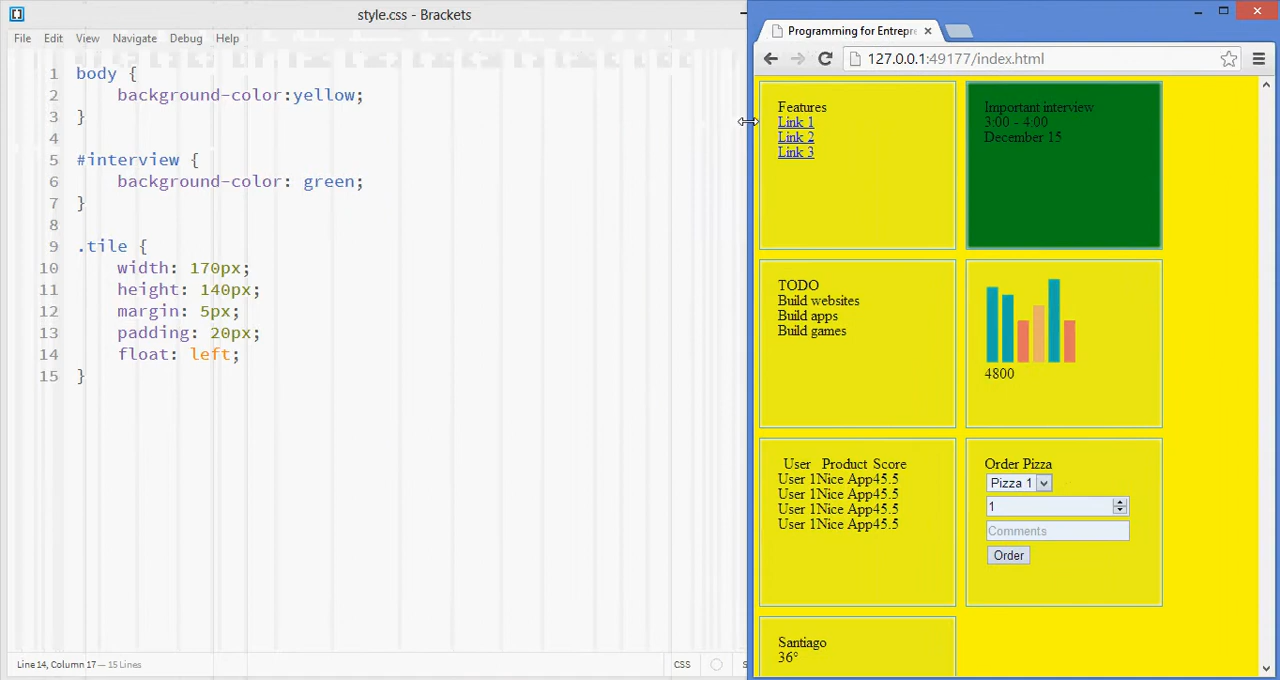 style.css - Brackets
File Edit View Navigate Debug Help
1 body {
2 background-color:yellow;
3 }
4
5 #interview {
6 background-color: green;
7 }
8
9 .tile {
10 width: 170px;
11 height: 140px;
12 margin: 5px;
13 padding: 20px;
14 float: left;
15 }
Line 14, Column 17 — 15 Lines
CSS
Programming for Entrepre
127.0.0.1:49177/index.html
Features
Link 1
Link 2
Link 3
Important interview
3:00 - 4:00
December 15
TODO
Build websites
Build apps
Build games
4800
User Product Score
User 1Nice App45.5
User 1Nice App45.5
User 1Nice App45.5
User 1Nice App45.5
Order Pizza
Pizza 1
1
Comments
Order
Santiago
36°